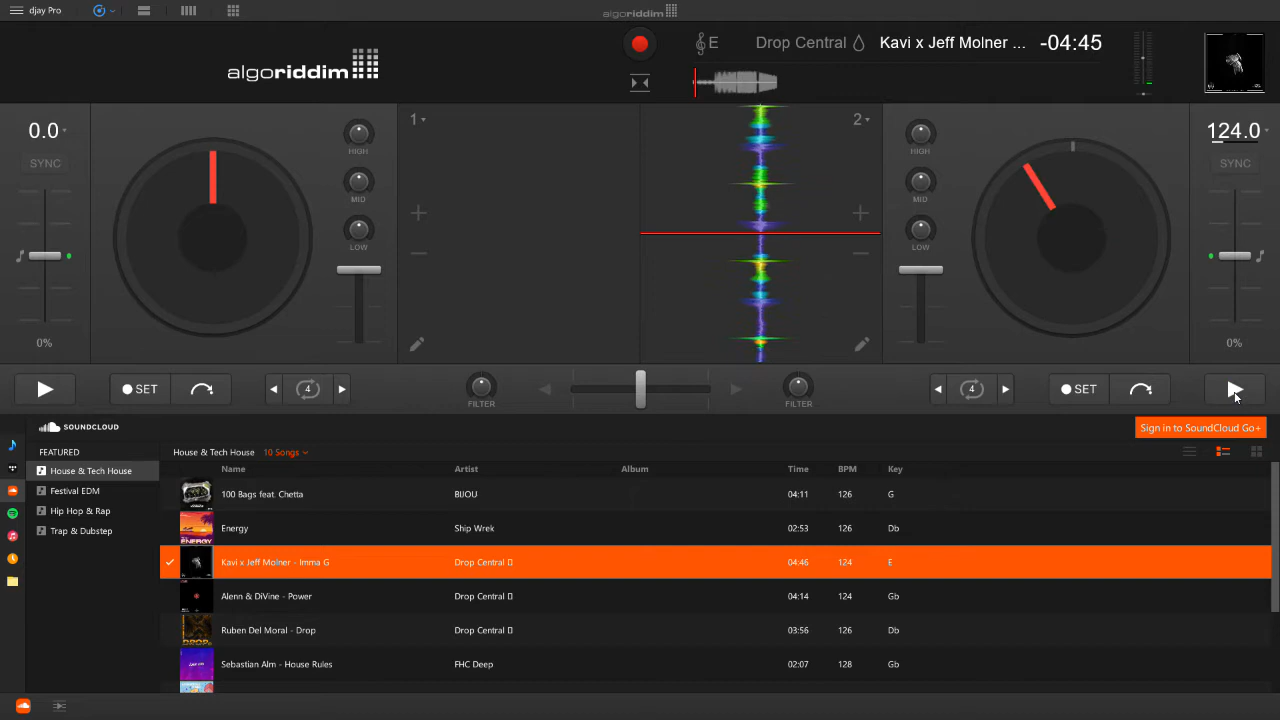 djay Pro
algoriddim
algoriddim
E Drop Central Kavi x Jeff Molner ... -04:45
0.0
SYNC
HIGH
MID
LOW
0%
1
2
HIGH
MID
LOW
124.0
SYNC
0%
SET
4
FILTER
FILTER
4
SET
SOUNDCLOUD
Sign in to SoundCloud Go+
FEATURED
House & Tech House
Festival EDM
Hip Hop & Rap
Trap & Dubstep
House & Tech House 10 Songs
Name Artist Album Time BPM Key
100 Bags feat. Chetta BIJOU 04:11 126 G
Energy Ship Wrek 02:53 126 Db
Kavi x Jeff Molner - Imma G Drop Central 04:46 124 E
Alenn & DiVine - Power Drop Central 04:14 124 Gb
Ruben Del Moral - Drop Drop Central 03:56 126 Db
Sebastian Alm - House Rules FHC Deep 02:07 128 Gb